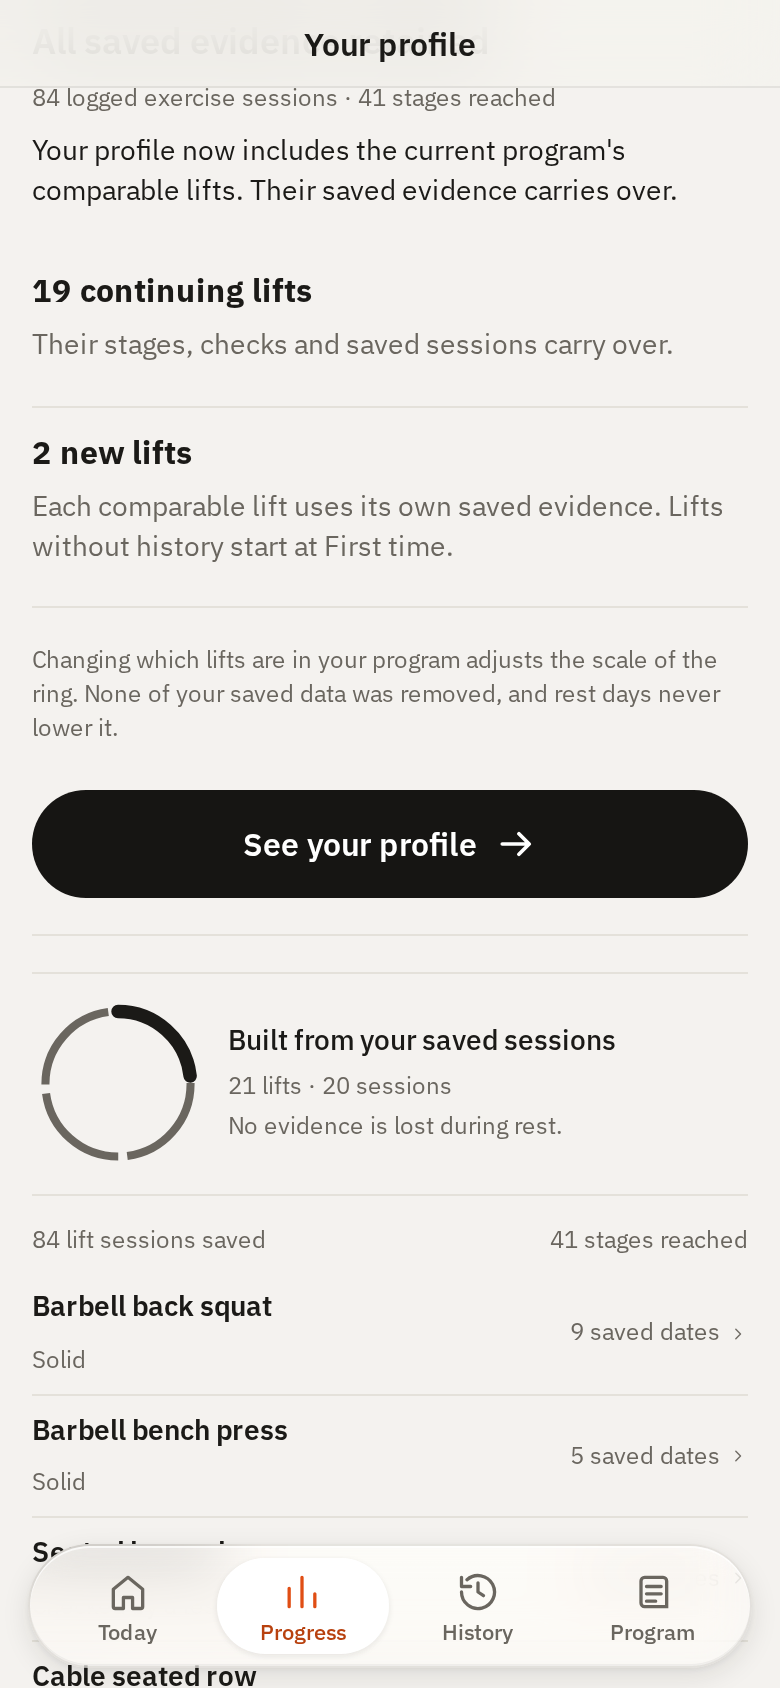 All saved evidence
Your profile
84 logged exercise sessions · 41 stages reached
Your profile now includes the current program's
comparable lifts. Their saved evidence carries over.
19 continuing lifts
Their stages, checks and saved sessions carry over.
2 new lifts
Each comparable lift uses its own saved evidence. Lifts
without history start at First time.
Changing which lifts are in your program adjusts the scale of the
ring. None of your saved data was removed, and rest days never
lower it.
See your profile →
Built from your saved sessions
21 lifts · 20 sessions
No evidence is lost during rest.
84 lift sessions saved
41 stages reached
Barbell back squat
9 saved dates ›
Solid
Barbell bench press
5 saved dates ›
Solid
Today
Progress
History
Program
Cable seated row